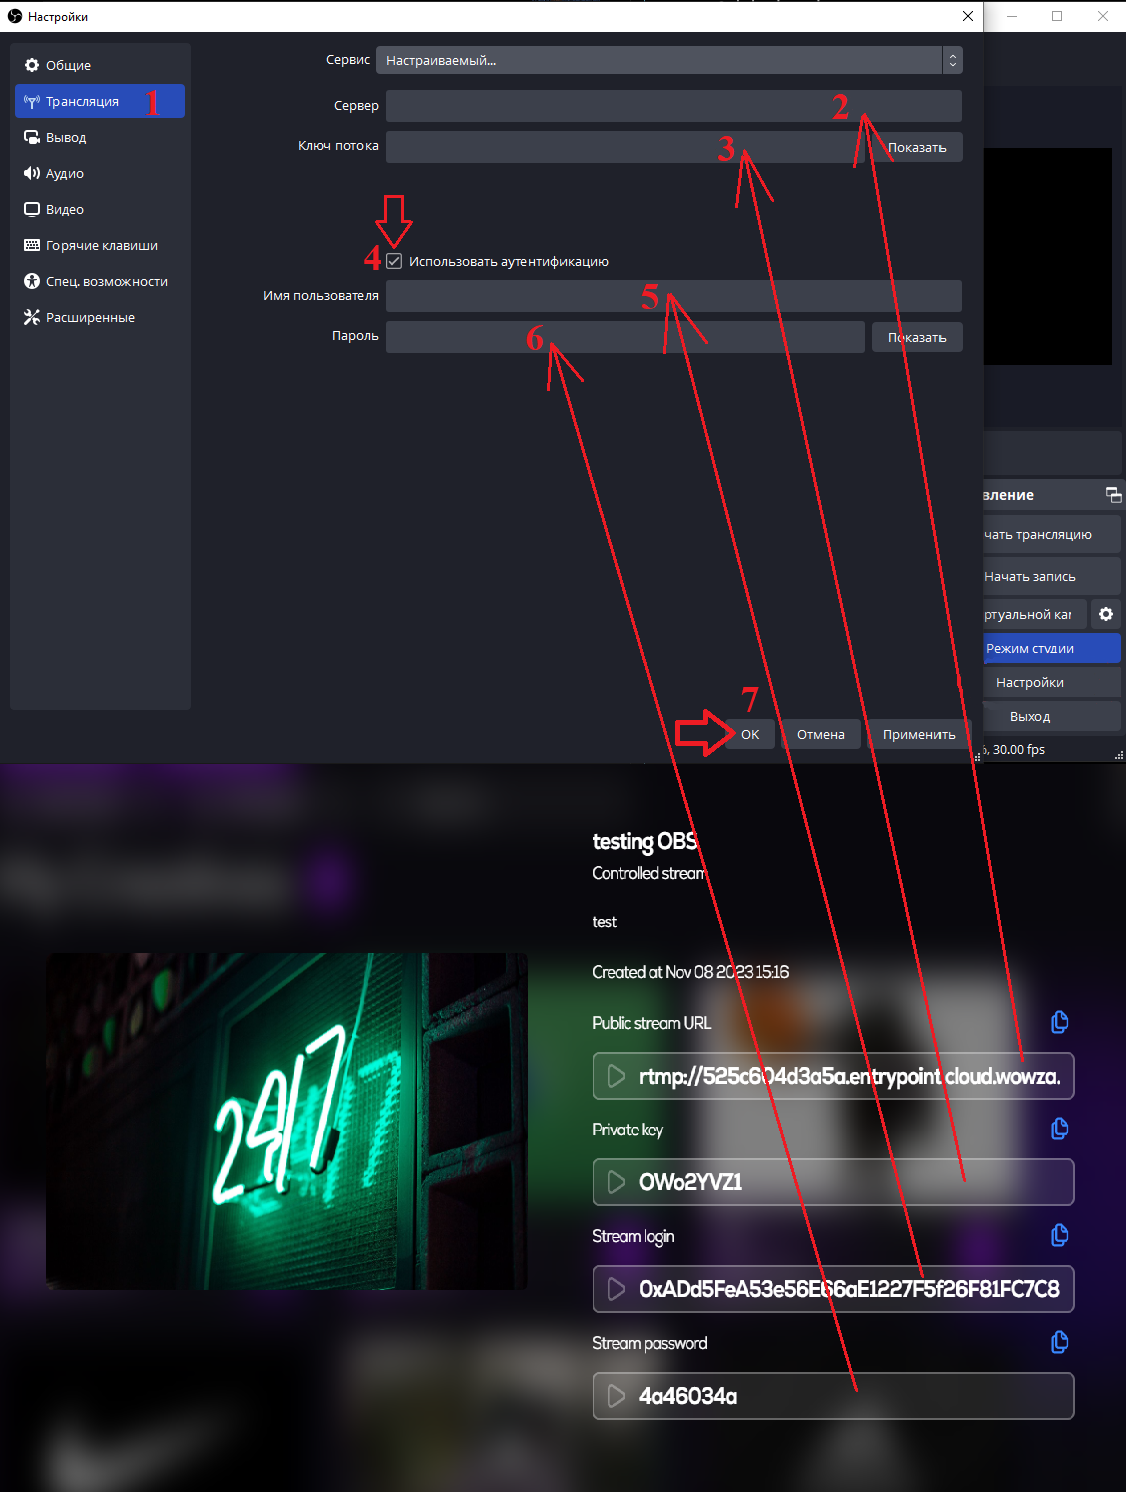 Настройки
Общие
Трансляция 1
Вывод
Аудио
Видео
Горячие клавиши
Спец. возможности
Расширенные
Сервис Настраиваемый...
Сервер 2
Ключ потока 3 Показать
4 Использовать аутентификацию
Имя пользователя 5
Пароль 6 Показать
7
ОК Отмена Применить
вление
чать трансляцию
Начать запись
ртуальной кам
Режим студии
Настройки
Выход
%, 30.00 fps
testing OBS
Controlled stream
test
Created at Nov 08 2023 15:16
Public stream URL
rtmp://525c604d3a5a.entrypoint.cloud.wowza.
Private key
OWo2YVZ1
Stream login
0xADd5FeA53e56E66aE1227F5f26F81FC7C8
Stream password
4a46034a
24/7